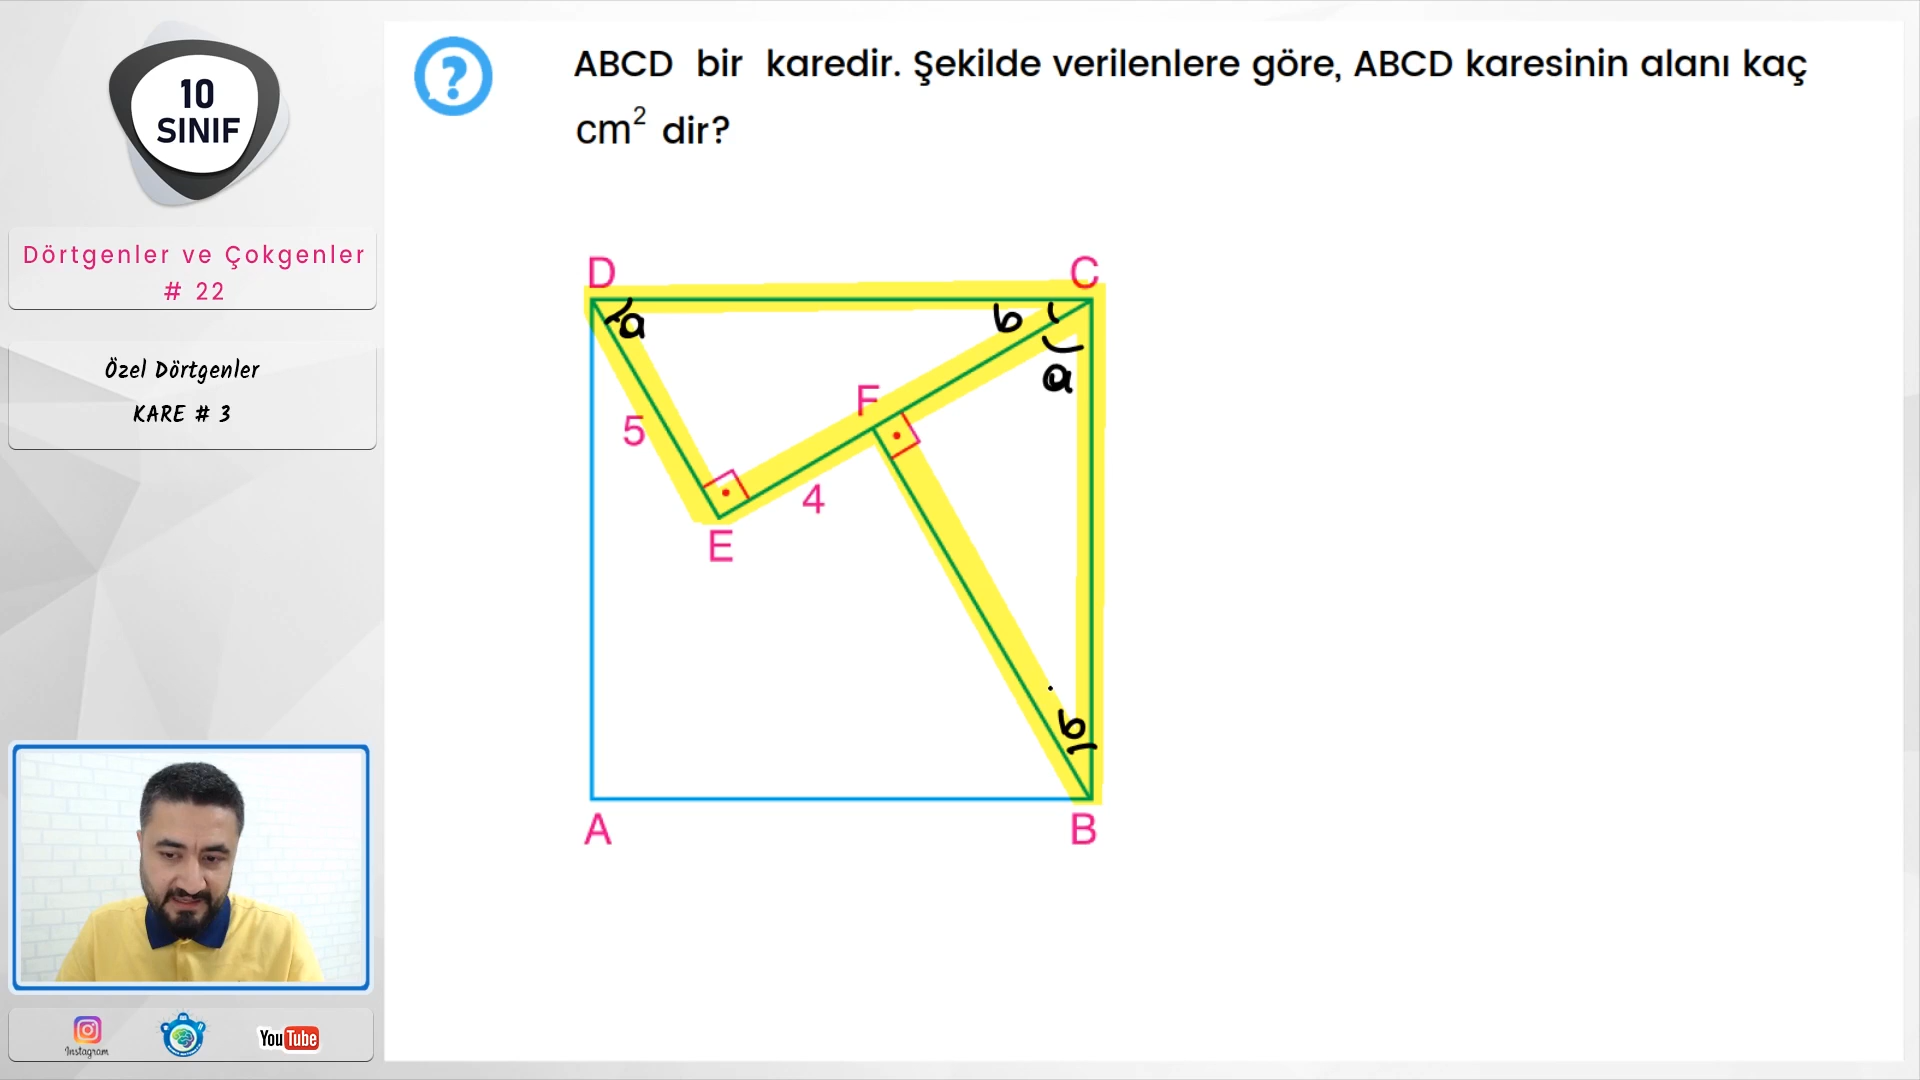 10
SINIF
Dörtgenler ve Çokgenler
# 22
Özel Dörtgenler
KARE # 3
Instagram
YouTube
ABCD bir karedir. Şekilde verilenlere göre, ABCD karesinin alanı kaç
cm² dir?
D
C
a
b
a
F
5
4
E
b
A
B